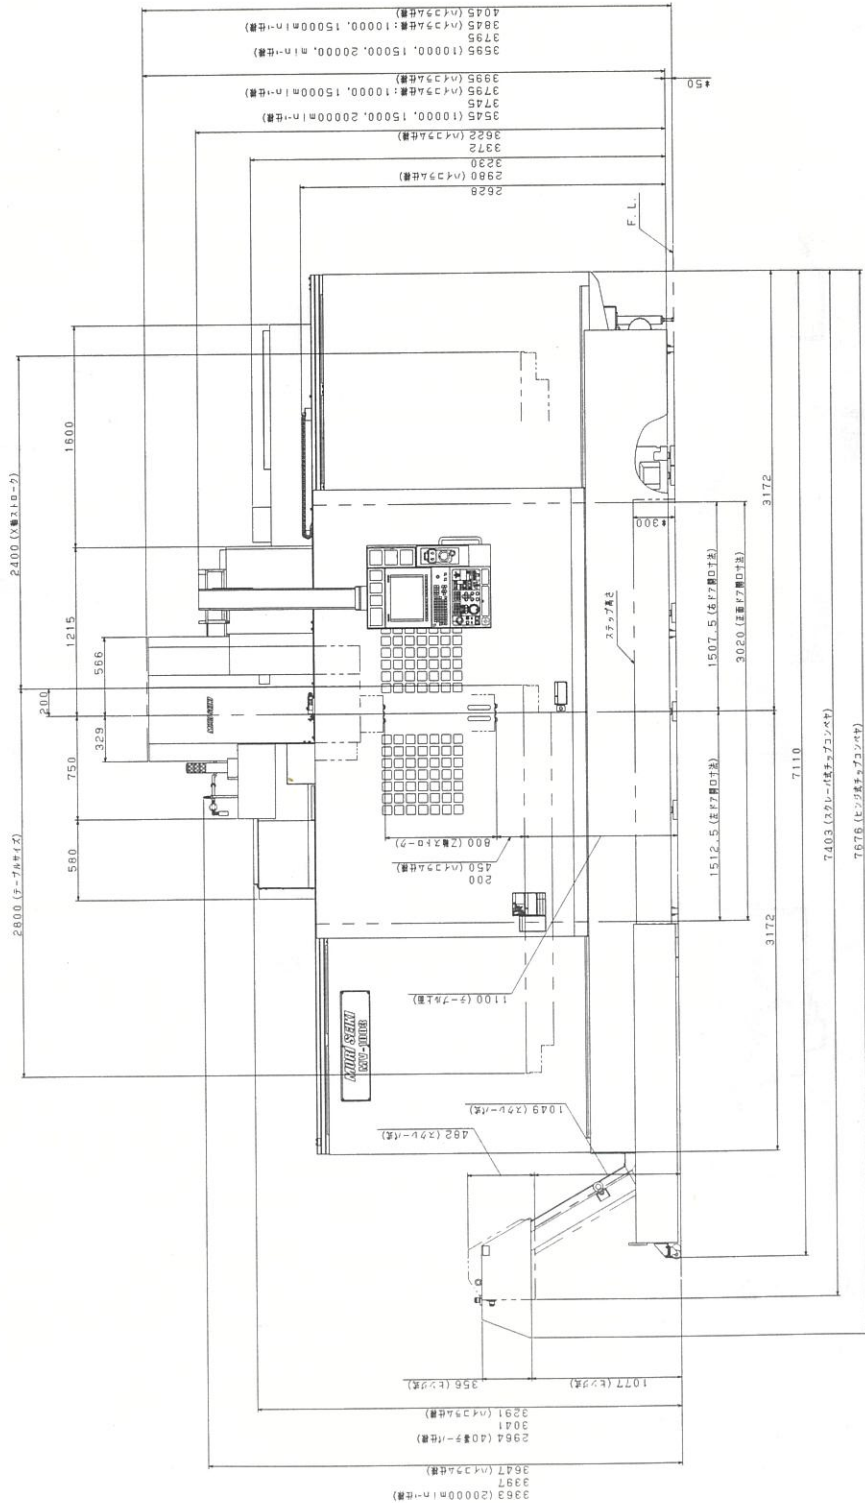 4045 (ハイコラム仕様)
3845 (ハイコラム仕様：10000, 15000min⁻¹仕様)
3795
3595 (10000, 15000, 20000, min⁻¹仕様)
3995 (ハイコラム仕様)
3795 (ハイコラム仕様：10000, 15000min⁻¹仕様)
3745
3545 (10000, 15000, 20000min⁻¹仕様)
3622 (ハイコラム仕様)
3372
3230
2980 (ハイコラム仕様)
2628
*50
F. L.
2400 (X軸ストローク)
1600
1215
566
200
329
750
580
2800 (テーブルサイズ)
MORI SEIKI
*300
ステップ高さ
3172
1507.5 (右ドア開口寸法)
3020 (正面ドア開口寸法)
1512.5 (左ドア開口寸法)
3172
7110
7403 (スクレーパ式チップコンベヤ)
7676 (ヒンジ式チップコンベヤ)
800 (Z軸ストローク)
450 (ハイコラム仕様)
200
1100 (テーブル上面)
MORI SEIKI
1049 (スクレーパ式)
482 (スクレーパ式)
356 (ヒンジ式)
1077 (ヒンジ式)
3291 (ハイコラム仕様)
3041
2964 (40番テーパ仕様)
3647 (ハイコラム仕様)
3397
3363 (20000min⁻¹仕様)